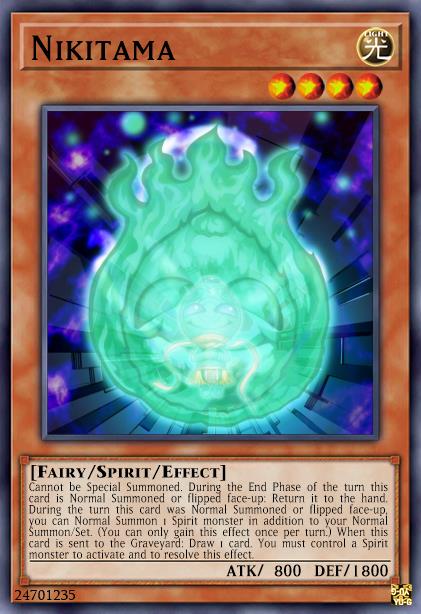 NIKITAMA
LIGHT
光
[FAIRY/SPIRIT/EFFECT]
Cannot be Special Summoned. During the End Phase of the turn this
card is Normal Summoned or flipped face-up: Return it to the hand.
During the turn this card was Normal Summoned or flipped face-up,
you can Normal Summon 1 Spirit monster in addition to your Normal
Summon/Set. (You can only gain this effect once per turn.) When this
card is sent to the Graveyard: Draw 1 card. You must control a Spirit
monster to activate and to resolve this effect.
ATK/ 800 DEF/1800
24701235